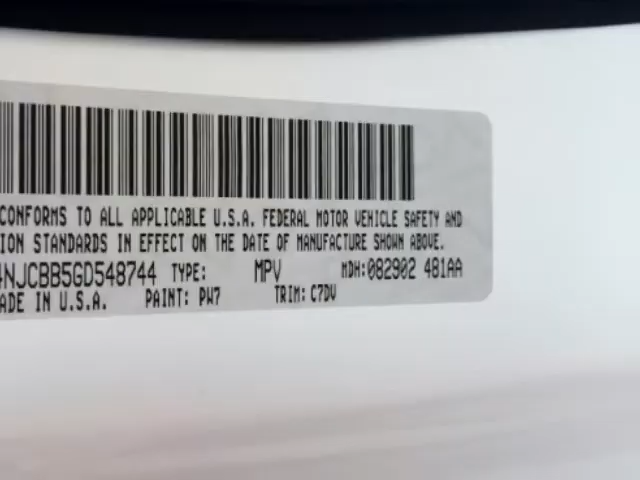 CONFORMS TO ALL APPLICABLE U.S.A. FEDERAL MOTOR VEHICLE SAFETY AND
ION STANDARDS IN EFFECT ON THE DATE OF MANUFACTURE SHOWN ABOVE.
4NJCBB5GD548744 TYPE: MPV MDH:082902 481AA
ADE IN U.S.A. PAINT: PW7 TRIM: C7DV